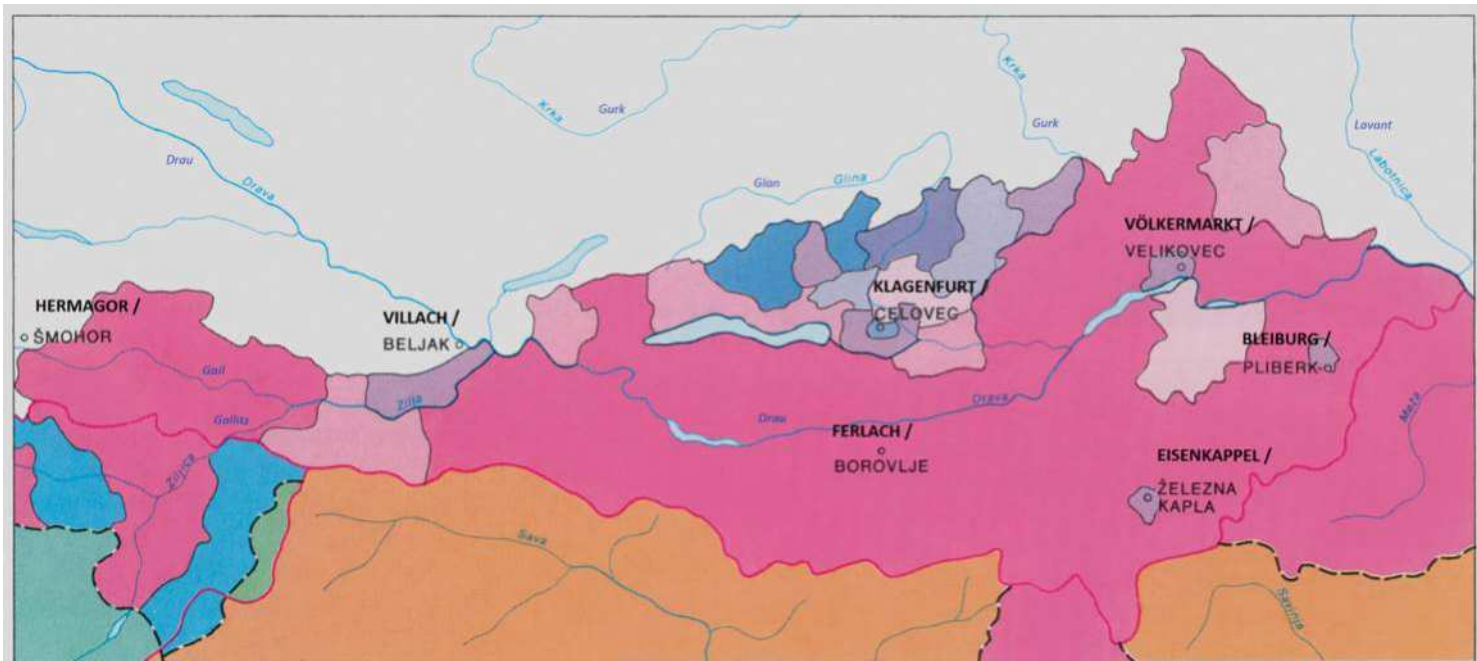 Krka
Gurk
Krka
Gurk
Lavant
Labotnica
Drau
Drava
Glan
Glina
VÖLKERMARKT /
VELIKOVEC
HERMAGOR /
ŠMOHOR
VILLACH /
BELJAK
KLAGENFURT /
CELOVEC
BLEIBURG /
PLIBERK
Gail
Zilja
Gailitz
Ziljica
Drau
Drava
Meža
FERLACH /
BOROVLJE
EISENKAPPEL /
ŽELEZNA
KAPLA
Sava
Savinja